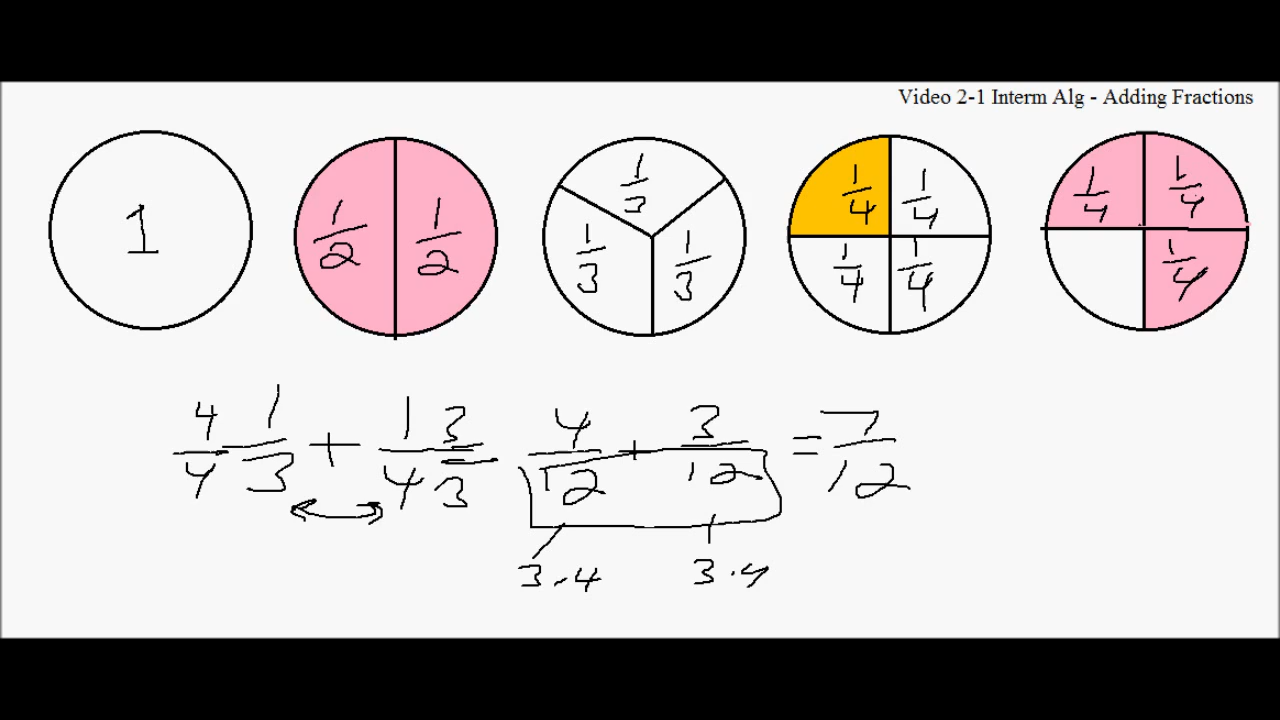 Video 2-1 Interm Alg - Adding Fractions
1 1/2 1/2 1/3 1/3 1/3 1/4 1/4 1/4 1/4 1/4 1/4 1/4
4/4 1/3 + 1/4 3/3 = 4/12 + 3/12 = 7/12
3·4 3·4